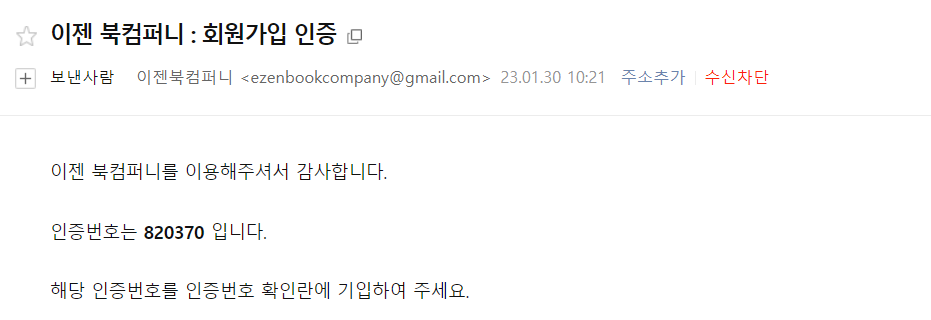 이젠 북컴퍼니 : 회원가입 인증
보낸사람 이젠북컴퍼니 <ezenbookcompany@gmail.com> 23.01.30 10:21 주소추가 수신차단
이젠 북컴퍼니를 이용해주셔서 감사합니다.
인증번호는 820370 입니다.
해당 인증번호를 인증번호 확인란에 기입하여 주세요.